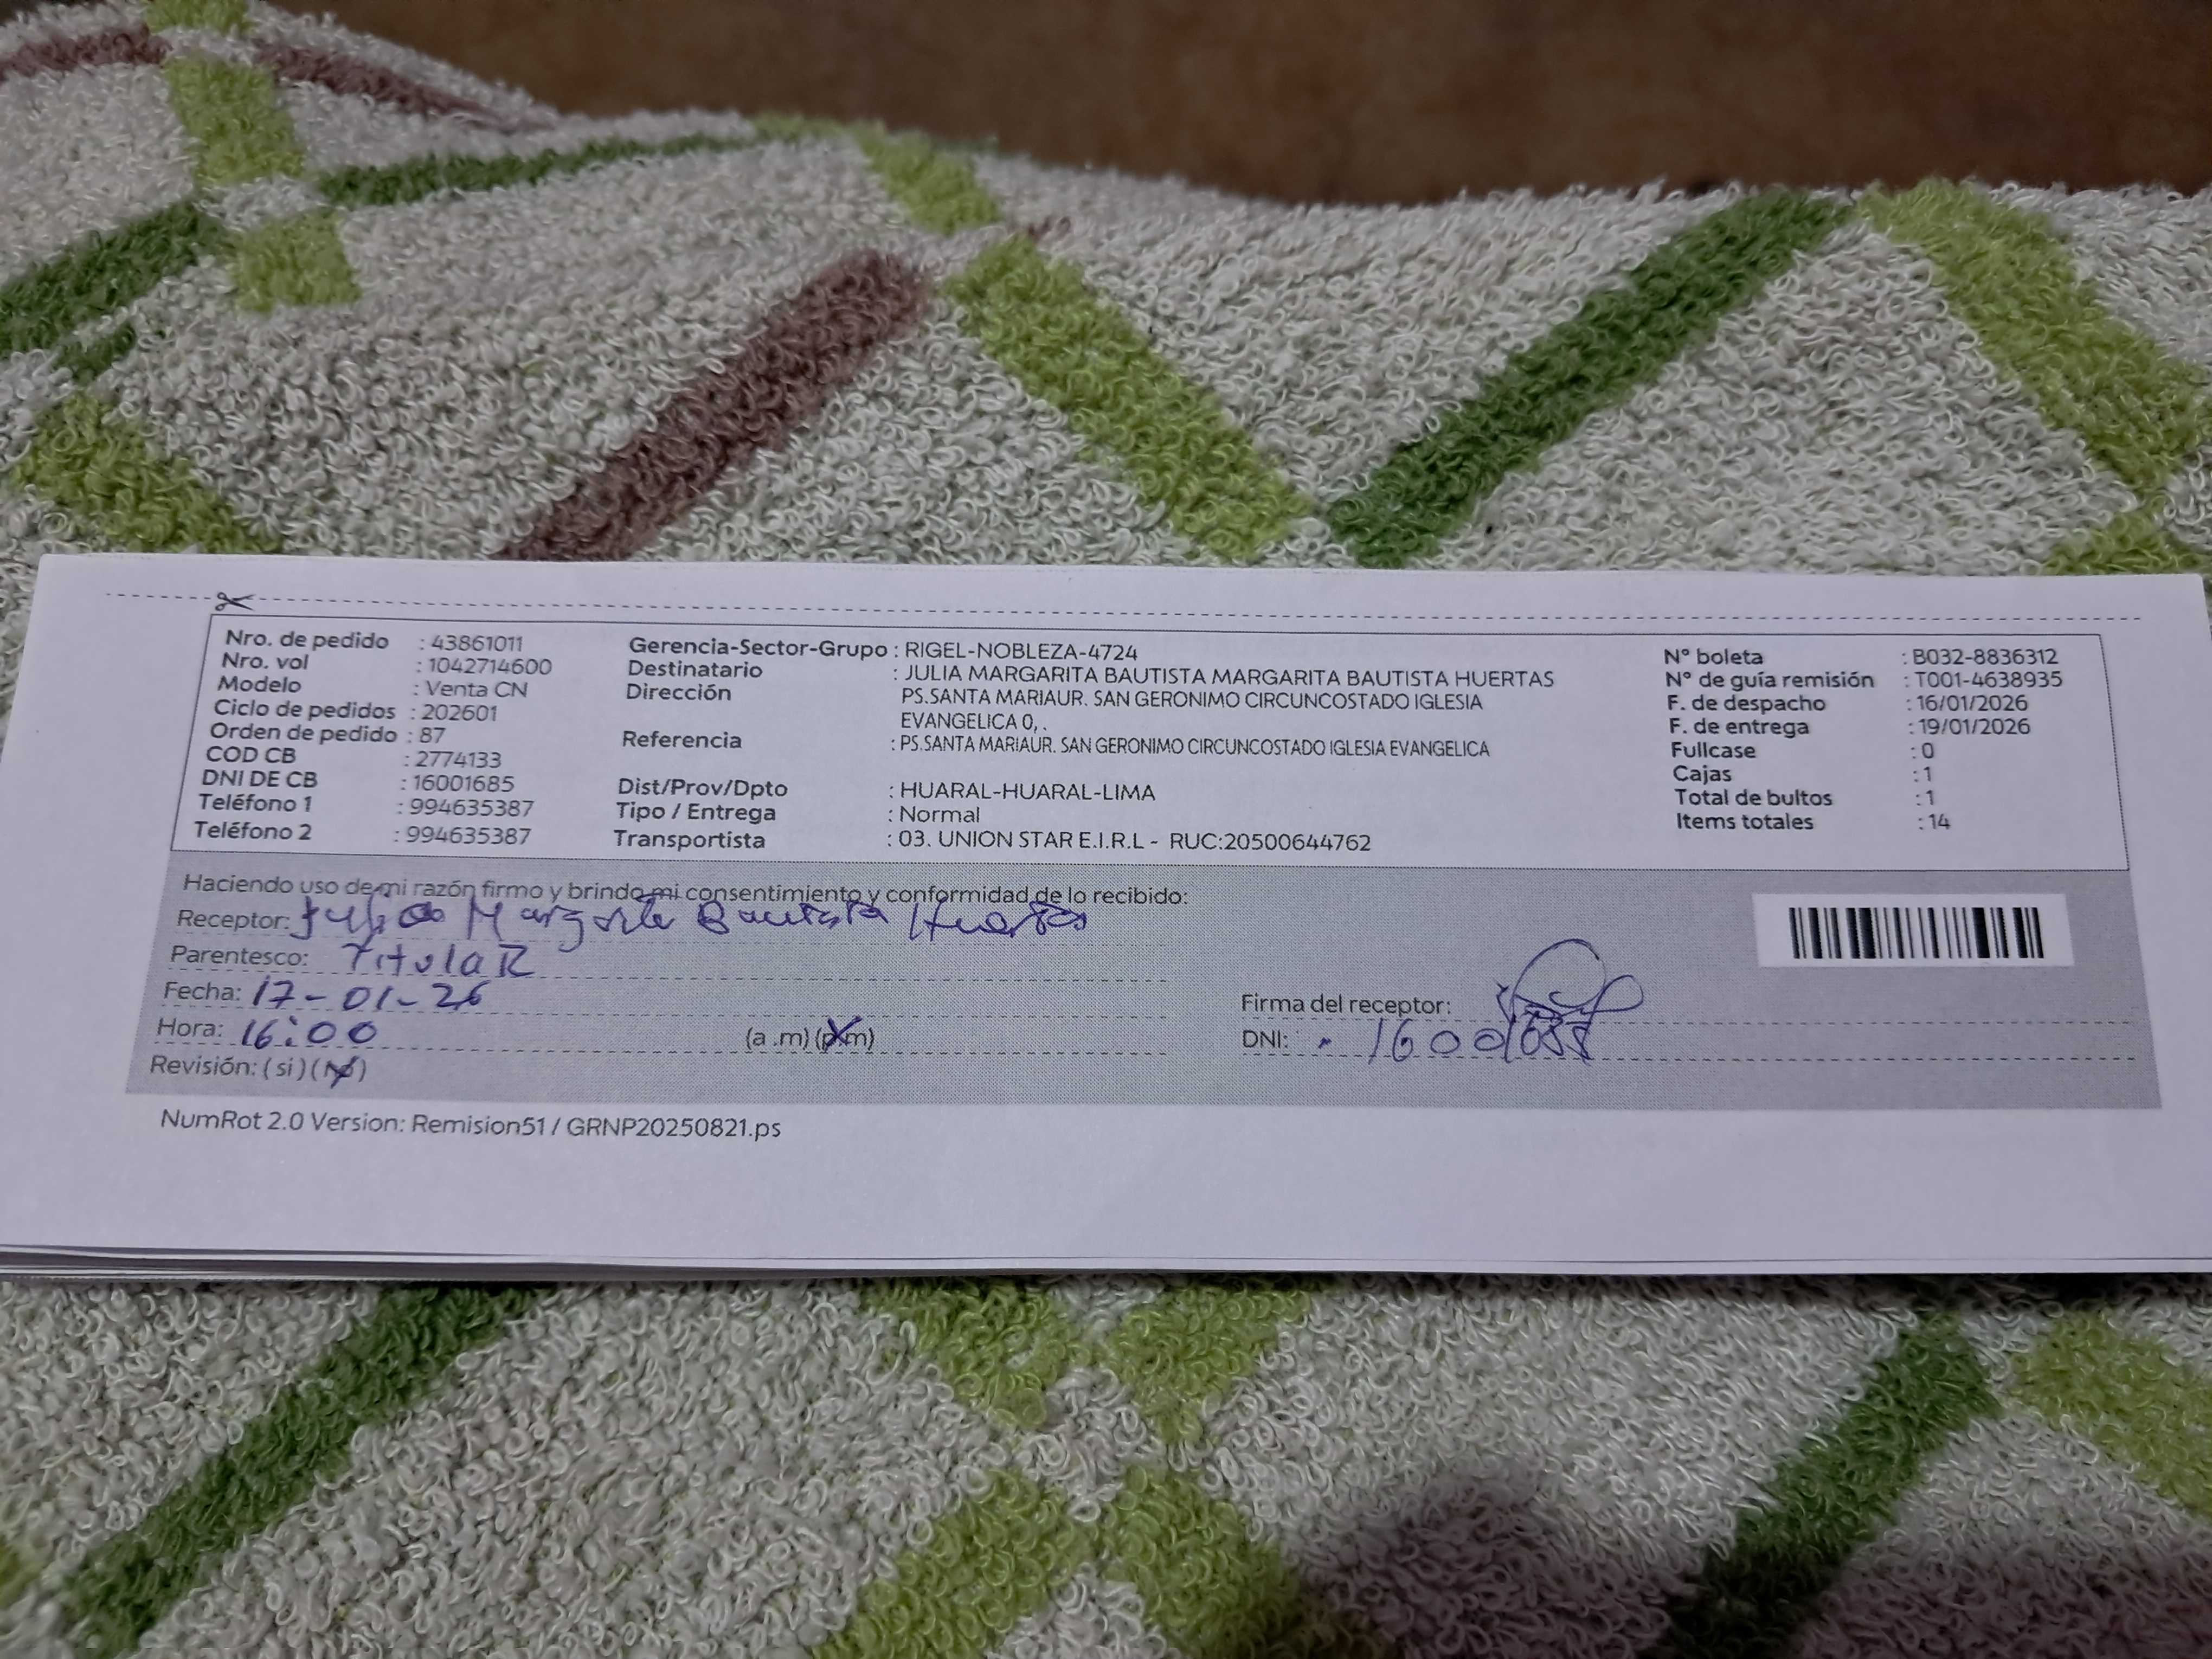 Nro. de pedido : 43861011
Nro. vol : 1042714600
Modelo : Venta CN
Ciclo de pedidos : 202601
Orden de pedido : 87
COD CB : 2774133
DNI DE CB : 16001685
Teléfono 1 : 994635387
Teléfono 2 : 994635387
Gerencia-Sector-Grupo : RIGEL-NOBLEZA-4724
Destinatario : JULIA MARGARITA BAUTISTA MARGARITA BAUTISTA HUERTAS
Dirección PS.SANTA MARIAUR. SAN GERONIMO CIRCUNCOSTADO IGLESIA
EVANGELICA 0, .
Referencia : PS.SANTA MARIAUR. SAN GERONIMO CIRCUNCOSTADO IGLESIA EVANGELICA
Dist/Prov/Dpto : HUARAL-HUARAL-LIMA
Tipo / Entrega : Normal
Transportista : 03. UNION STAR E.I.R.L - RUC:20500644762
N° boleta : B032-8836312
N° de guía remisión : T001-4638935
F. de despacho : 16/01/2026
F. de entrega : 19/01/2026
Fullcase : 0
Cajas : 1
Total de bultos : 1
Items totales : 14
Haciendo uso de mi razón firmo y brindo mi consentimiento y conformidad de lo recibido:
Receptor: Julia Margarita Bautista Huertas
Parentesco: TitulaR
Fecha: 17-01-26
Hora: 16:00 (a .m) (p.m)
Revisión: ( si ) ( No )
Firma del receptor:
DNI:
NumRot 2.0 Version: Remision51 / GRNP20250821.ps